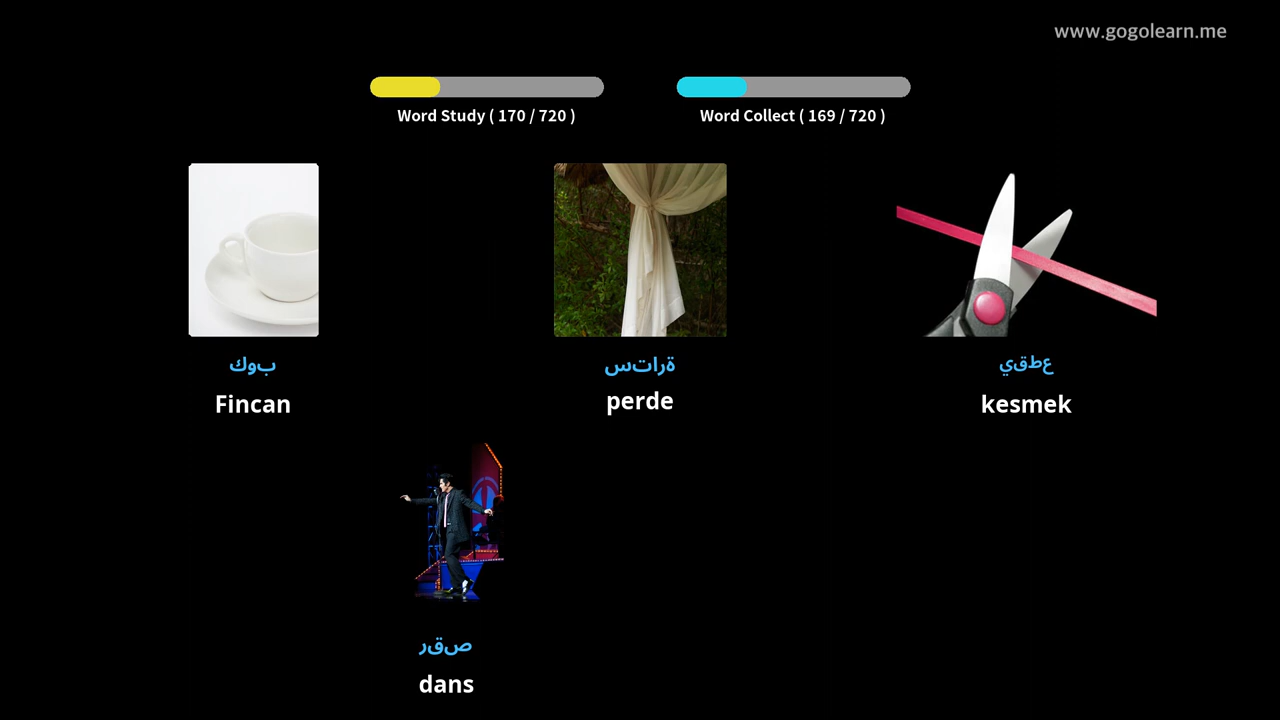 www.gogolearn.me
Word Study ( 170 / 720 )
Word Collect ( 169 / 720 )
بوك
Fincan
ةراتس
perde
عطقي
kesmek
صقر
dans